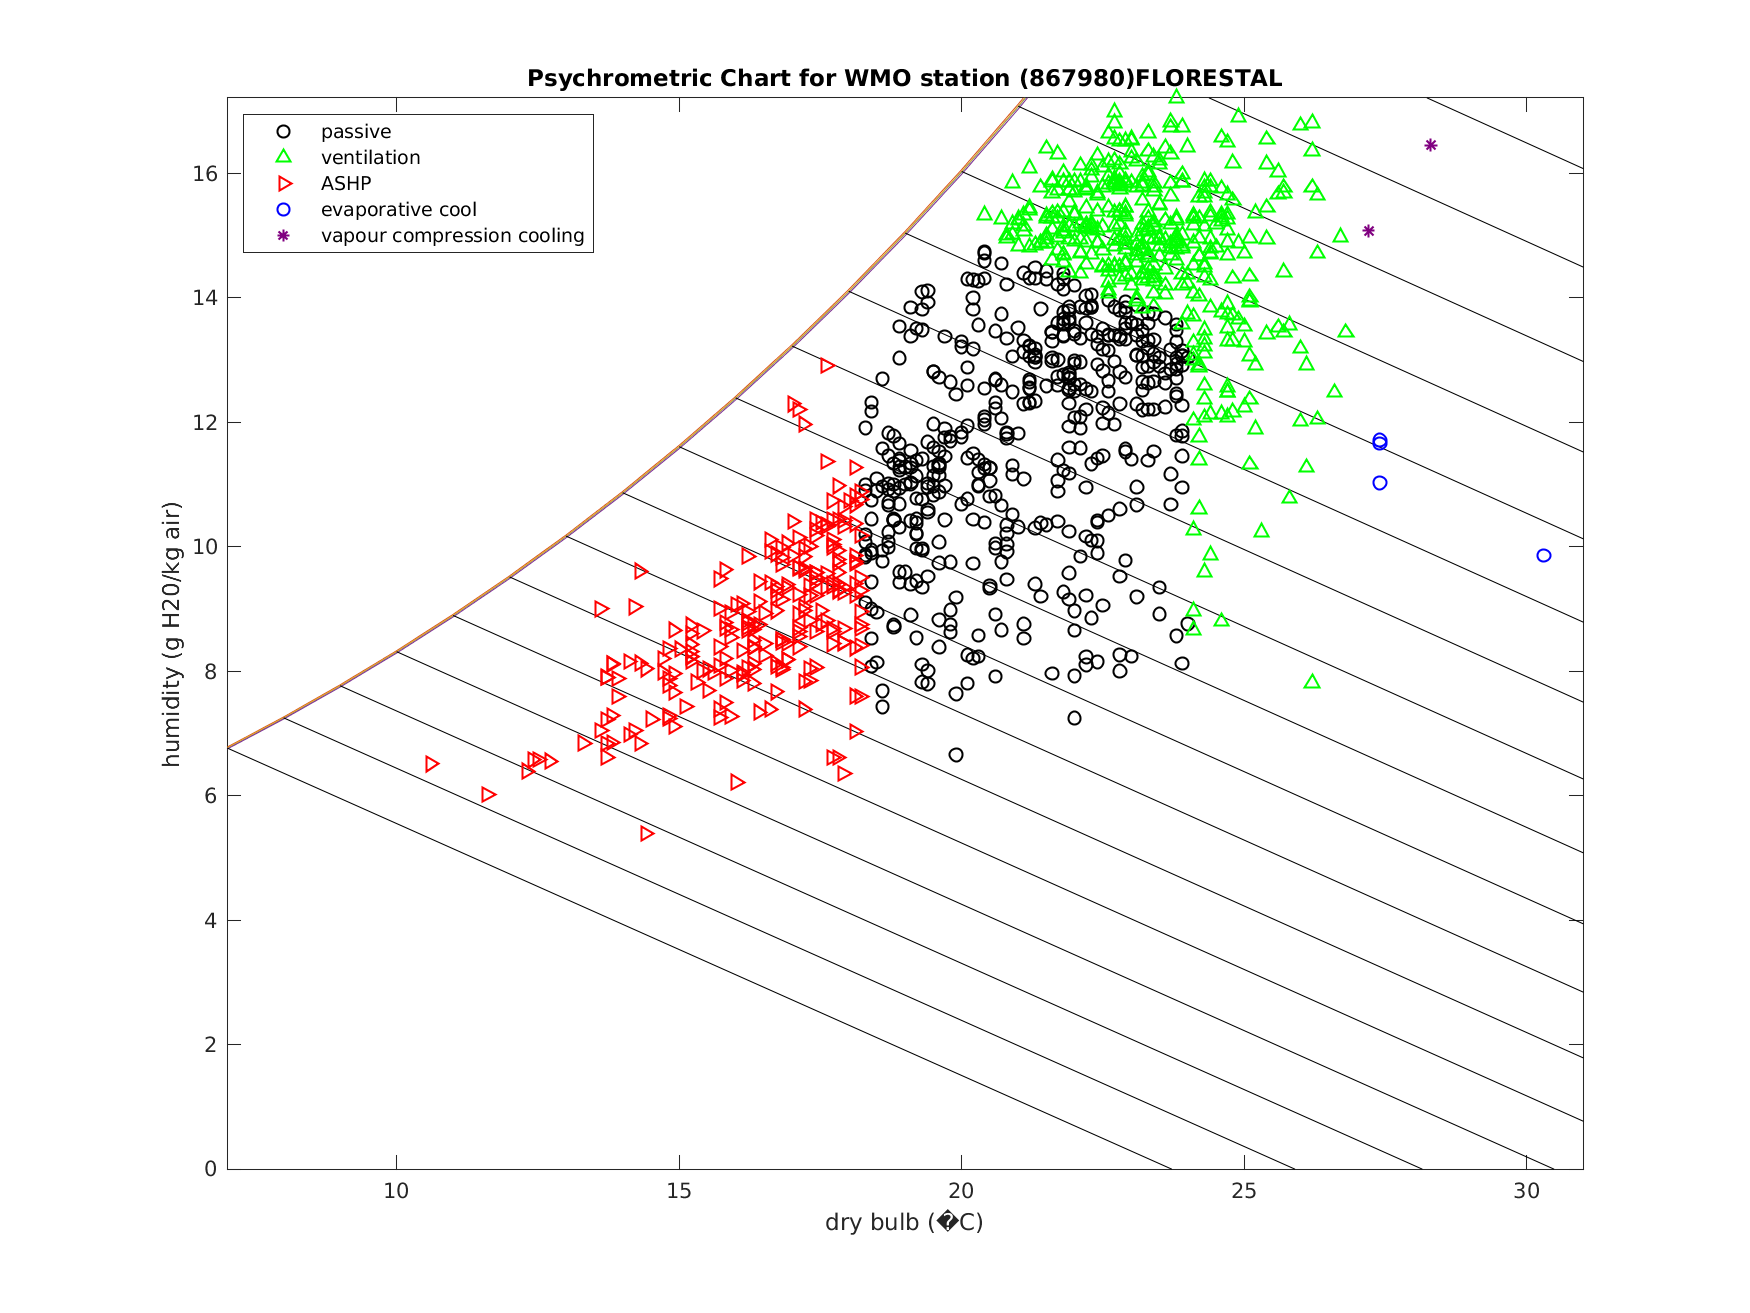 Psychrometric Chart for WMO station (867980)FLORESTAL
passive
ventilation
ASHP
evaporative cool
vapour compression cooling
humidity (g H20/kg air)
16
14
12
10
8
6
4
2
0
10
15
20
25
30
dry bulb (�C)